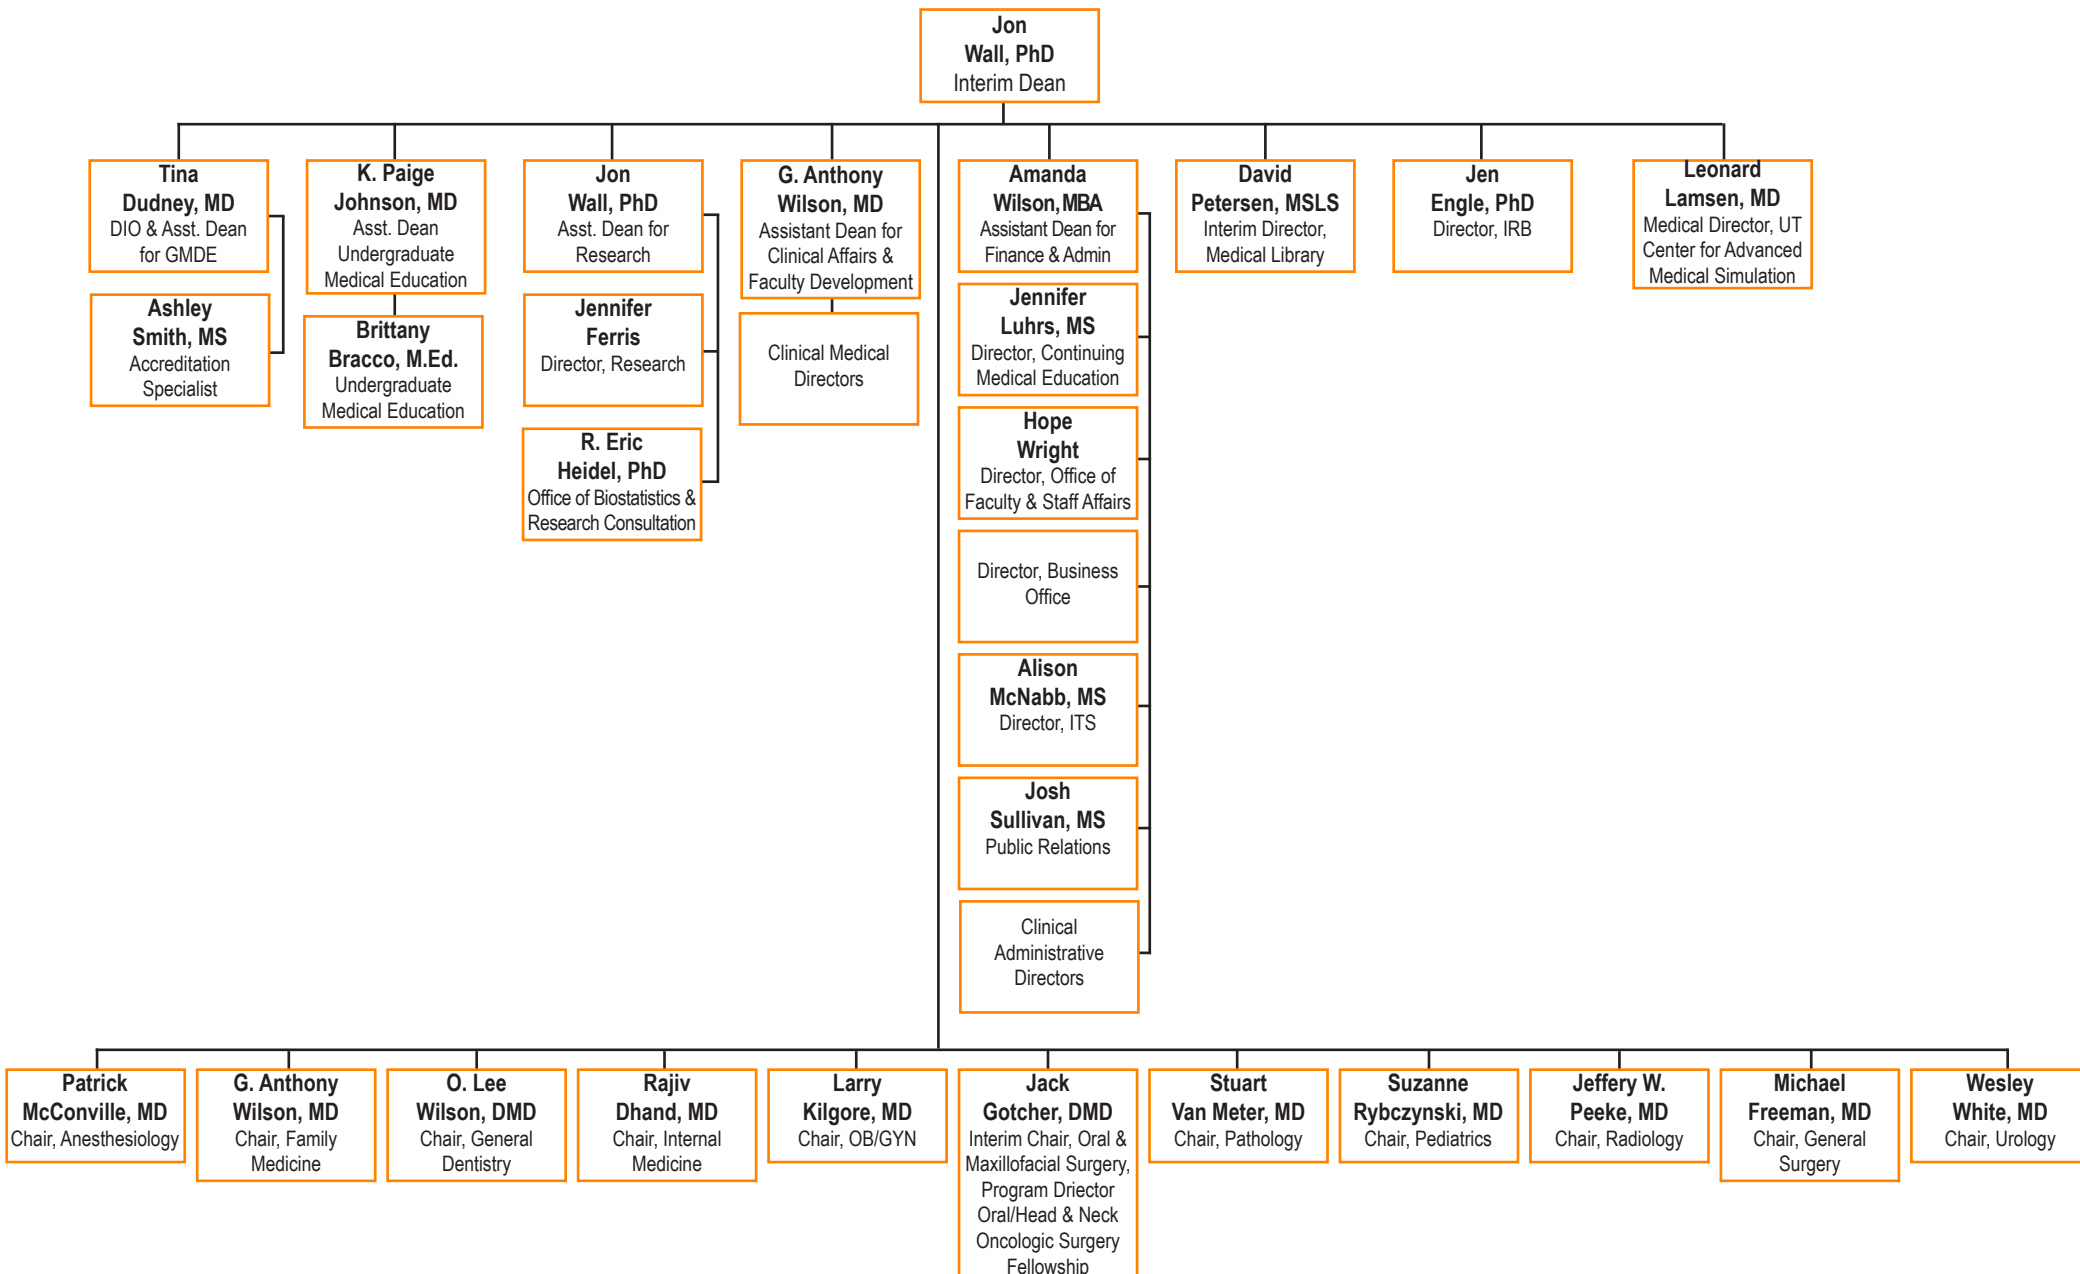 Jon
Wall, PhD
Interim Dean
Tina
Dudney, MD
DIO & Asst. Dean
for GMDE
K. Paige
Johnson, MD
Asst. Dean
Undergraduate
Medical Education
Jon
Wall, PhD
Asst. Dean for
Research
G. Anthony
Wilson, MD
Assistant Dean for
Clinical Affairs &
Faculty Development
Amanda
Wilson, MBA
Assistant Dean for
Finance & Admin
David
Petersen, MSLS
Interim Director,
Medical Library
Jen
Engle, PhD
Director, IRB
Leonard
Lamsen, MD
Medical Director, UT
Center for Advanced
Medical Simulation
Ashley
Smith, MS
Accreditation
Specialist
Brittany
Bracco, M.Ed.
Undergraduate
Medical Education
Jennifer
Ferris
Director, Research
Clinical Medical
Directors
Jennifer
Luhrs, MS
Director, Continuing
Medical Education
R. Eric
Heidel, PhD
Office of Biostatistics &
Research Consultation
Hope
Wright
Director, Office of
Faculty & Staff Affairs
Director, Business
Office
Alison
McNabb, MS
Director, ITS
Josh
Sullivan, MS
Public Relations
Clinical
Administrative
Directors
Patrick
McConville, MD
Chair, Anesthesiology
G. Anthony
Wilson, MD
Chair, Family
Medicine
O. Lee
Wilson, DMD
Chair, General
Dentistry
Rajiv
Dhand, MD
Chair, Internal
Medicine
Larry
Kilgore, MD
Chair, OB/GYN
Jack
Gotcher, DMD
Interim Chair, Oral &
Maxillofacial Surgery,
Program Driector
Oral/Head & Neck
Oncologic Surgery
Fellowship
Stuart
Van Meter, MD
Chair, Pathology
Suzanne
Rybczynski, MD
Chair, Pediatrics
Jeffery W.
Peeke, MD
Chair, Radiology
Michael
Freeman, MD
Chair, General
Surgery
Wesley
White, MD
Chair, Urology